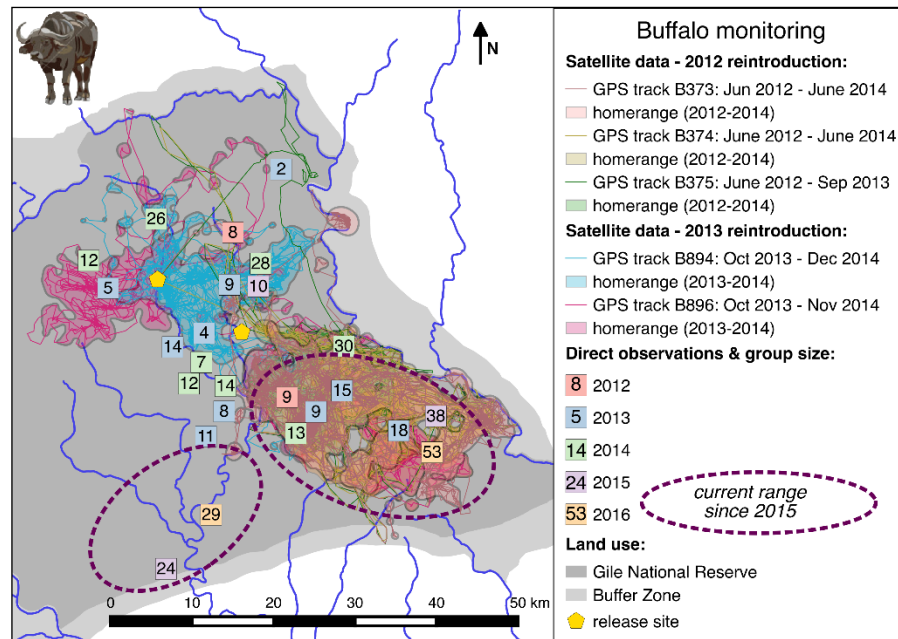 N
2
26
8
12
28
5
9
10
4
14
30
7
12
14
15
9
8
9
38
13
18
11
53
29
24
0 10 20 30 40 50 km
Buffalo monitoring
Satellite data - 2012 reintroduction:
GPS track B373: Jun 2012 - June 2014
homerange (2012-2014)
GPS track B374: June 2012 - June 2014
homerange (2012-2014)
GPS track B375: June 2012 - Sep 2013
homerange (2012-2014)
Satellite data - 2013 reintroduction:
GPS track B894: Oct 2013 - Dec 2014
homerange (2013-2014)
GPS track B896: Oct 2013 - Nov 2014
homerange (2013-2014)
Direct observations & group size:
8 2012
5 2013
14 2014
24 2015
53 2016
current range
since 2015
Land use:
Gile National Reserve
Buffer Zone
release site